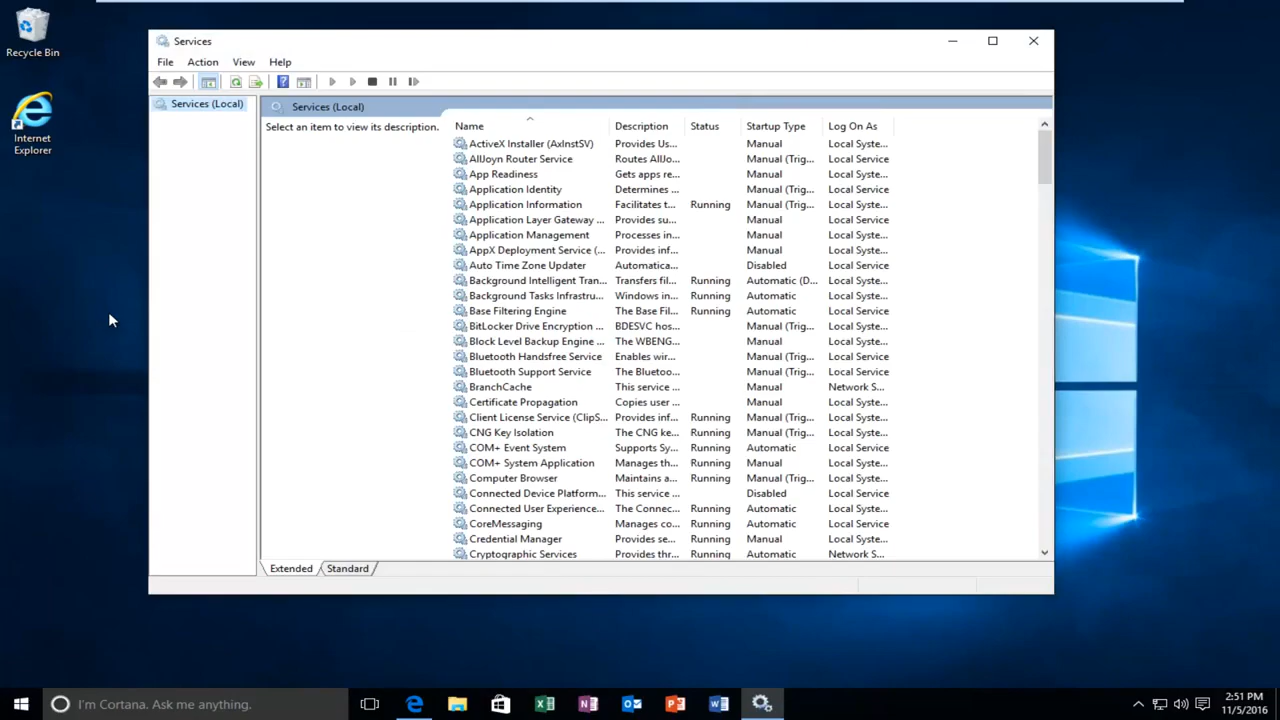 Recycle Bin
Internet
Explorer
Services
File Action View Help
Services (Local)
Services (Local)
Select an item to view its description.
Name Description Status Startup Type Log On As
ActiveX Installer (AxInstSV) Provides Us... Manual Local Syste...
AllJoyn Router Service Routes AllJo... Manual (Trig... Local Service
App Readiness Gets apps re... Manual Local Syste...
Application Identity Determines ... Manual (Trig... Local Service
Application Information Facilitates t... Running Manual (Trig... Local Syste...
Application Layer Gateway ... Provides su... Manual Local Service
Application Management Processes in... Manual Local Syste...
AppX Deployment Service (... Provides inf... Manual Local Syste...
Auto Time Zone Updater Automatica... Disabled Local Service
Background Intelligent Tran... Transfers fil... Running Automatic (D... Local Syste...
Background Tasks Infrastru... Windows in... Running Automatic Local Syste...
Base Filtering Engine The Base Fil... Running Automatic Local Service
BitLocker Drive Encryption ... BDESVC hos... Manual (Trig... Local Syste...
Block Level Backup Engine ... The WBENG... Manual Local Syste...
Bluetooth Handsfree Service Enables wir... Manual (Trig... Local Service
Bluetooth Support Service The Bluetoo... Manual (Trig... Local Service
BranchCache This service ... Manual Network S...
Certificate Propagation Copies user ... Manual Local Syste...
Client License Service (ClipS... Provides inf... Running Manual (Trig... Local Syste...
CNG Key Isolation The CNG ke... Running Manual (Trig... Local Syste...
COM+ Event System Supports Sy... Running Automatic Local Service
COM+ System Application Manages th... Running Manual Local Syste...
Computer Browser Maintains a... Running Manual (Trig... Local Syste...
Connected Device Platform... This service ... Disabled Local Service
Connected User Experience... The Connec... Running Automatic Local Syste...
CoreMessaging Manages co... Running Automatic Local Service
Credential Manager Provides se... Running Manual Local Syste...
Cryptographic Services Provides thr... Running Automatic Network S...
Extended Standard
I'm Cortana. Ask me anything.
2:51 PM
11/5/2016